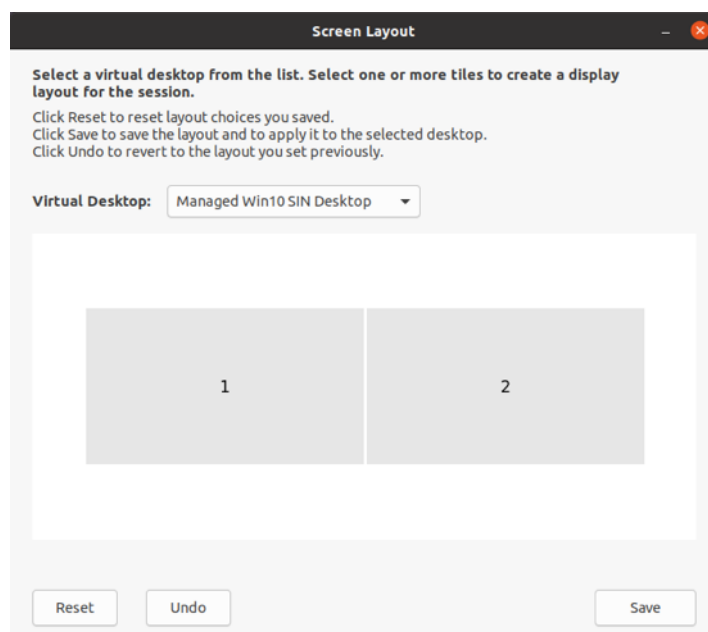 Screen Layout
Select a virtual desktop from the list. Select one or more tiles to create a display
layout for the session.
Click Reset to reset layout choices you saved.
Click Save to save the layout and to apply it to the selected desktop.
Click Undo to revert to the layout you set previously.
Virtual Desktop: Managed Win10 SIN Desktop
1 2
Reset Undo Save